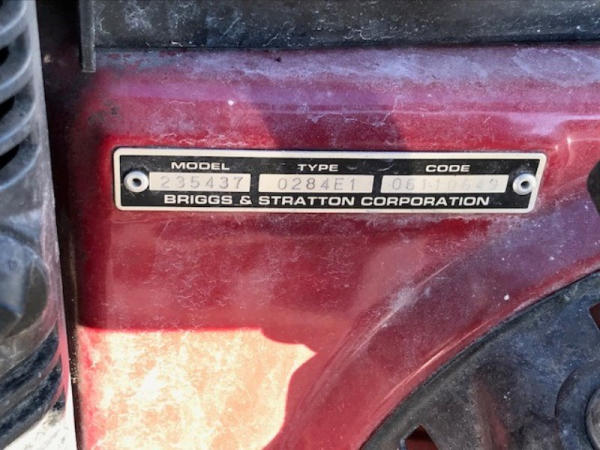 MODEL TYPE CODE
235437 0284E1
BRIGGS & STRATTON CORPORATION